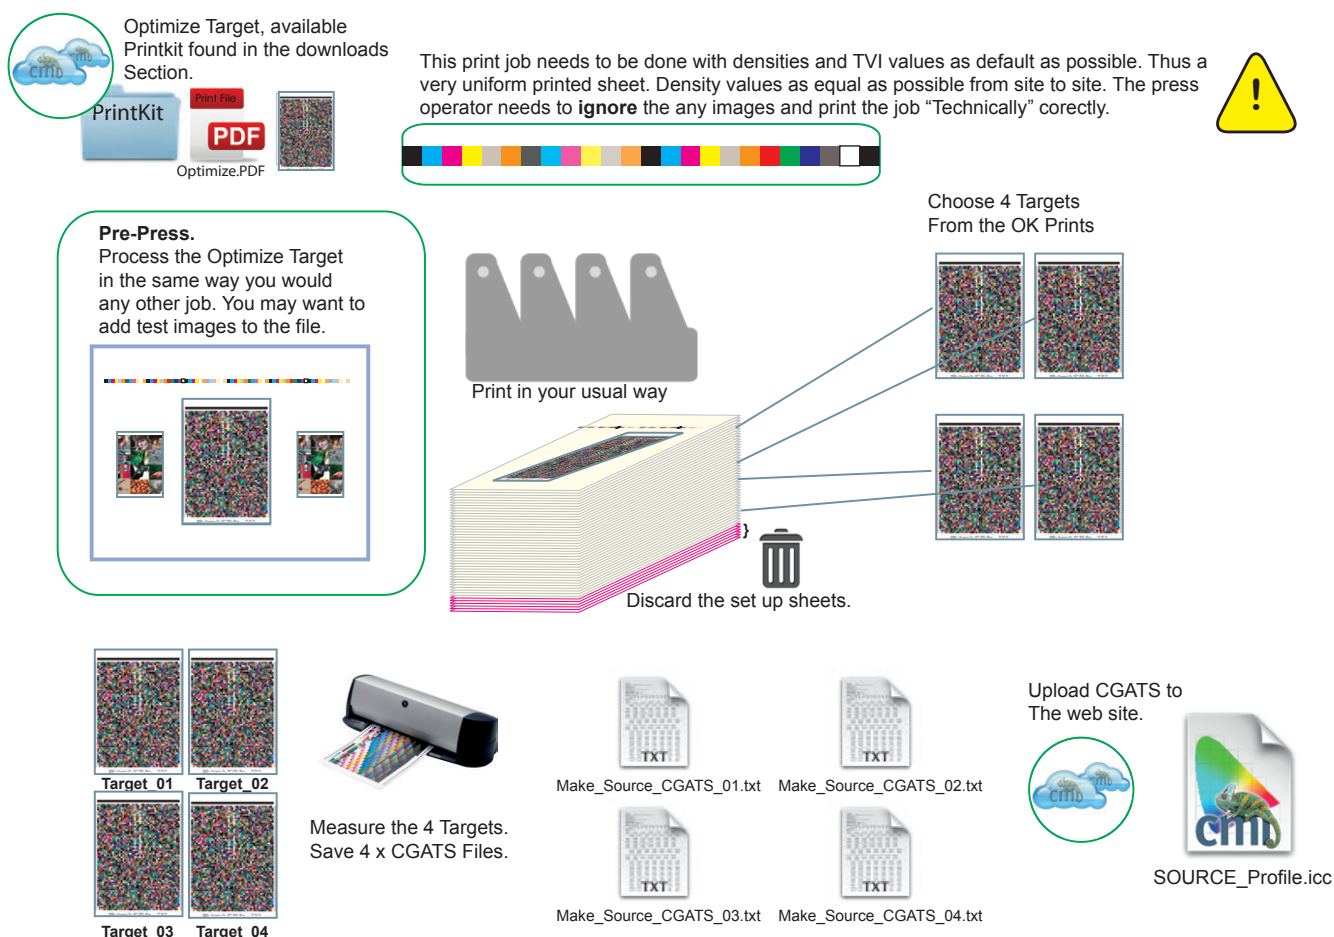 Optimize Target, available
Printkit found in the downloads
Section.
cmb
PrintKit
Print File
PDF
Optimize.PDF
This print job needs to be done with densities and TVI values as default as possible. Thus a
very uniform printed sheet. Density values as equal as possible from site to site. The press
operator needs to ignore the any images and print the job “Technically” corectly.
!
Choose 4 Targets
From the OK Prints
Pre-Press.
Process the Optimize Target
in the same way you would
any other job. You may want to
add test images to the file.
Print in your usual way
}
Discard the set up sheets.
Target_01 Target_02
Target_03 Target_04
Measure the 4 Targets.
Save 4 x CGATS Files.
TXT
Make_Source_CGATS_01.txt
TXT
Make_Source_CGATS_02.txt
TXT
Make_Source_CGATS_03.txt
TXT
Make_Source_CGATS_04.txt
Upload CGATS to
The web site.
cmb
cmb
SOURCE_Profile.icc